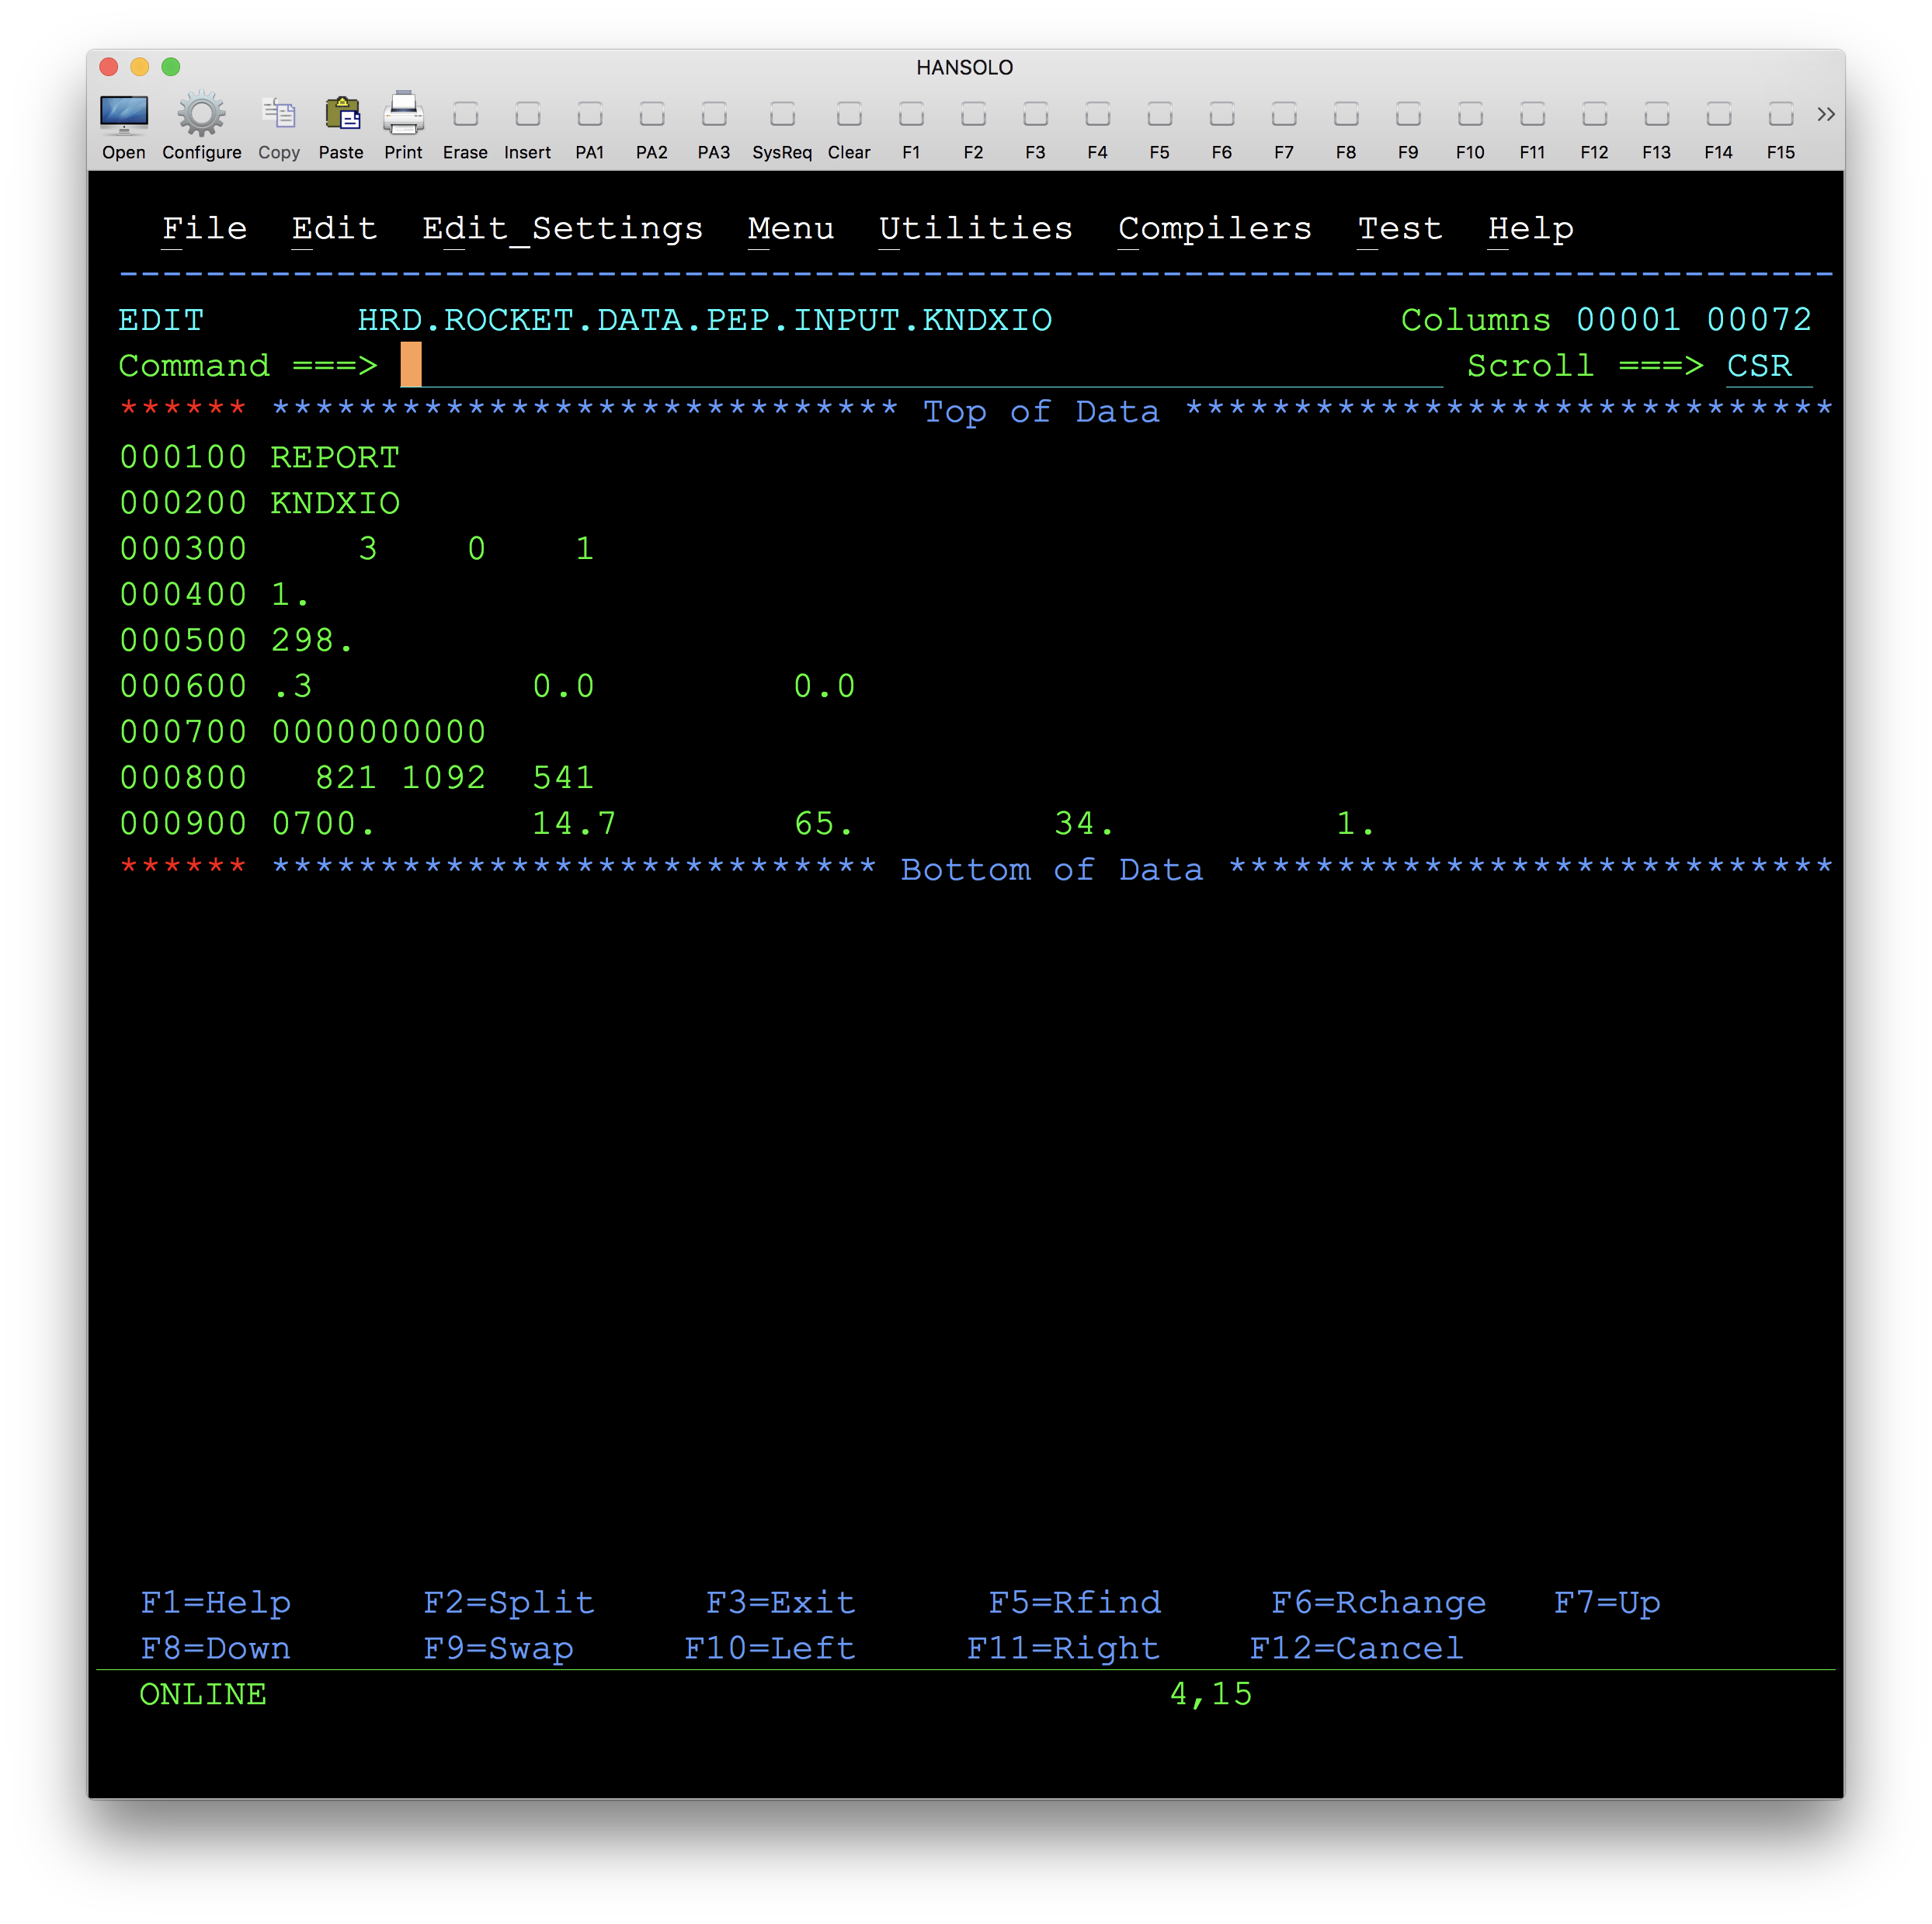 HANSOLO
Open Configure Copy Paste Print Erase Insert PA1 PA2 PA3 SysReq Clear F1 F2 F3 F4 F5 F6 F7 F8 F9 F10 F11 F12 F13 F14 F15 >>
File  Edit  Edit_Settings  Menu  Utilities  Compilers  Test  Help
-------------------------------------------------------------------------------
EDIT       HRD.ROCKET.DATA.PEP.INPUT.KNDXIO                Columns 00001 00072
Command ===>                                                  Scroll ===> CSR
****** ***************************** Top of Data ******************************
000100 REPORT
000200 KNDXIO
000300     3    0    1
000400 1.
000500 298.
000600 .3          0.0         0.0
000700 0000000000
000800   821 1092  541
000900 0700.       14.7        65.         34.          1.
****** **************************** Bottom of Data ****************************
F1=Help      F2=Split     F3=Exit      F5=Rfind     F6=Rchange   F7=Up
F8=Down      F9=Swap     F10=Left     F11=Right    F12=Cancel
ONLINE                                          4,15